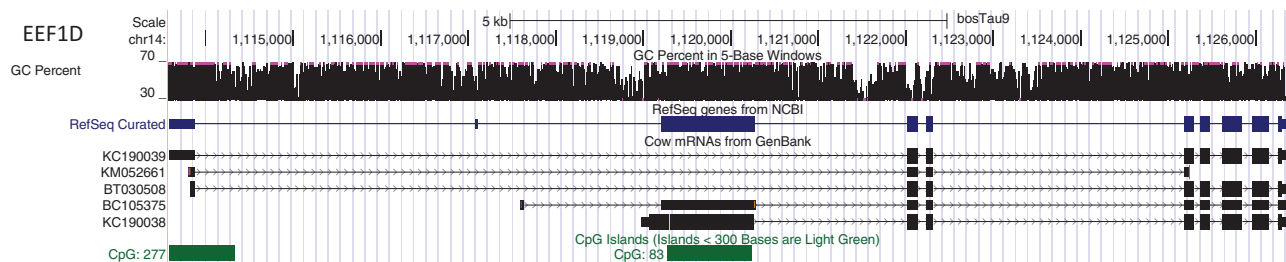 EEF1D
Scale 5 kb bosTau9
chr14: 1,115,000 1,116,000 1,117,000 1,118,000 1,119,000 1,120,000 1,121,000 1,122,000 1,123,000 1,124,000 1,125,000 1,126,000
GC Percent in 5-Base Windows
70 _
GC Percent
30 _
RefSeq genes from NCBI
RefSeq Curated
Cow mRNAs from GenBank
KC190039
KM052661
BT030508
BC105375
KC190038
CpG Islands (Islands < 300 Bases are Light Green)
CpG: 277 CpG: 83